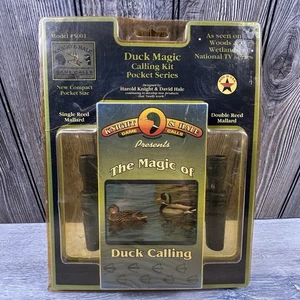 Model #5601
Duck Magic
Calling Kit
Pocket Series
Harold Knight & David Hale
As seen on
Woods &
Wetlands
National TV Series
New Compact
Pocket Size
Single Reed
Mallard
Double Reed
Mallard
KNIGHT & HALE
GAME CALLS
Presents
The Magic of
Duck Calling